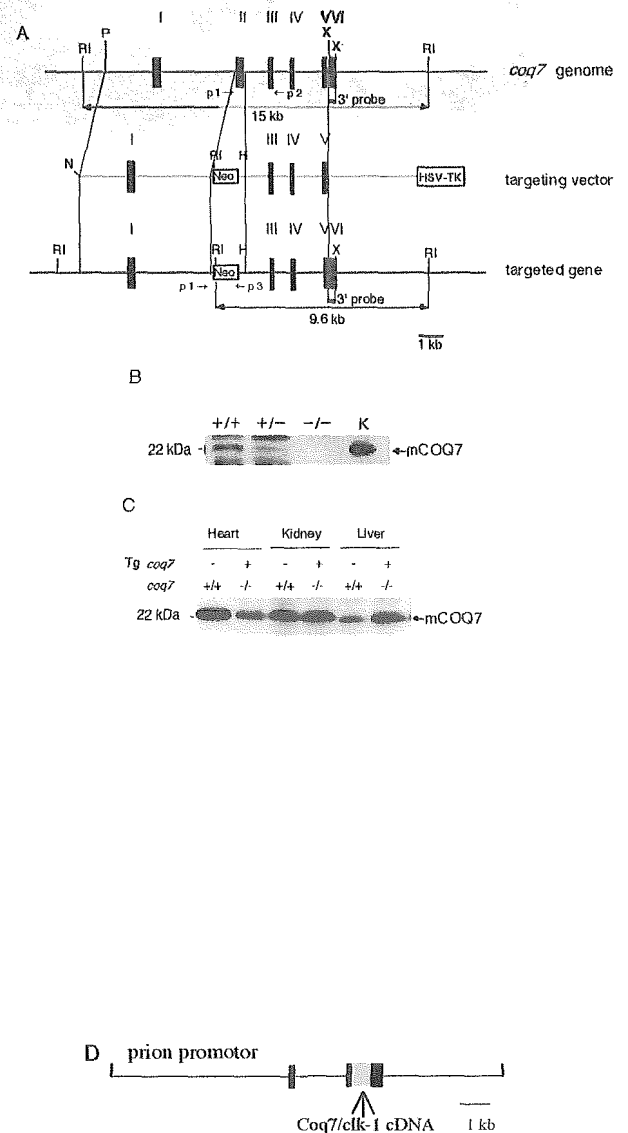 A
I II III IV VVI
X
P
RI X RI
coq7 genome
p1→ ←p2 3' probe
15 kb
I III IV V
N RI H
Neo HSV-TK
targeting vector
I III IV VVI
RI RI H X RI
Neo
targeted gene
p1→ ←p3 3' probe
9.6 kb
1 kb
B
+/+ +/− −/− K
22 kDa ←mCOQ7
C
Heart Kidney Liver
Tg coq7 - + - + - +
coq7 +/+ -/- +/+ -/- +/+ -/-
22 kDa ←mCOQ7
D prion promotor
Coq7/clk-1 cDNA 1 kb